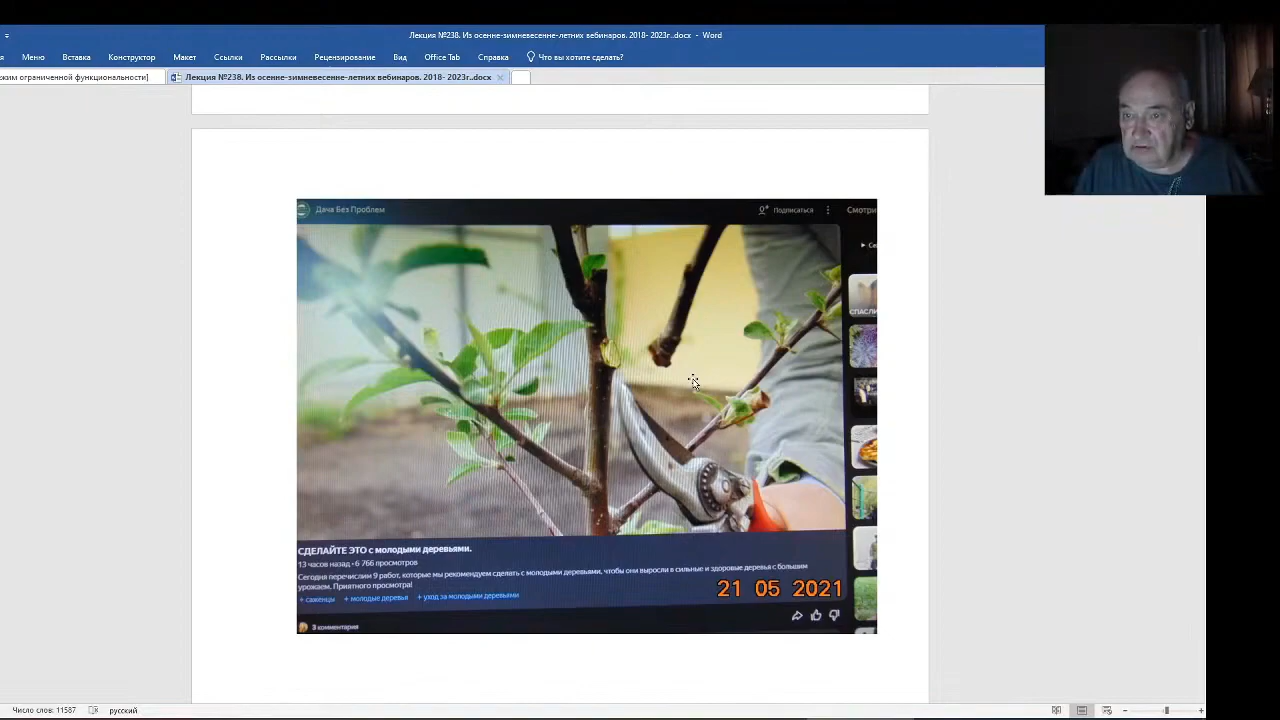 Лекция №238. Из осенне-зимневесенне-летних вебинаров. 2018- 2023г..docx - Word
Меню Вставка Конструктор Макет Ссылки Рассылки Рецензирование Вид Office Tab Справка Что вы хотите сделать?
жим ограниченной функциональности]
Лекция №238. Из осенне-зимневесенне-летних вебинаров. 2018- 2023г..docx
Дача Без Проблем
Подписаться
Смотри
СДЕЛАЙТЕ ЭТО с молодыми деревьями.
13 часов назад • 6 766 просмотров
Сегодня перечислим 9 работ, которые мы рекомендуем сделать с молодыми деревьями, чтобы они выросли в сильные и здоровые деревья с большим
урожаем. Приятного просмотра!
+ саженцы + молодые деревья + уход за молодыми деревьями
21 05 2021
3 комментария
Число слов: 11587 русский